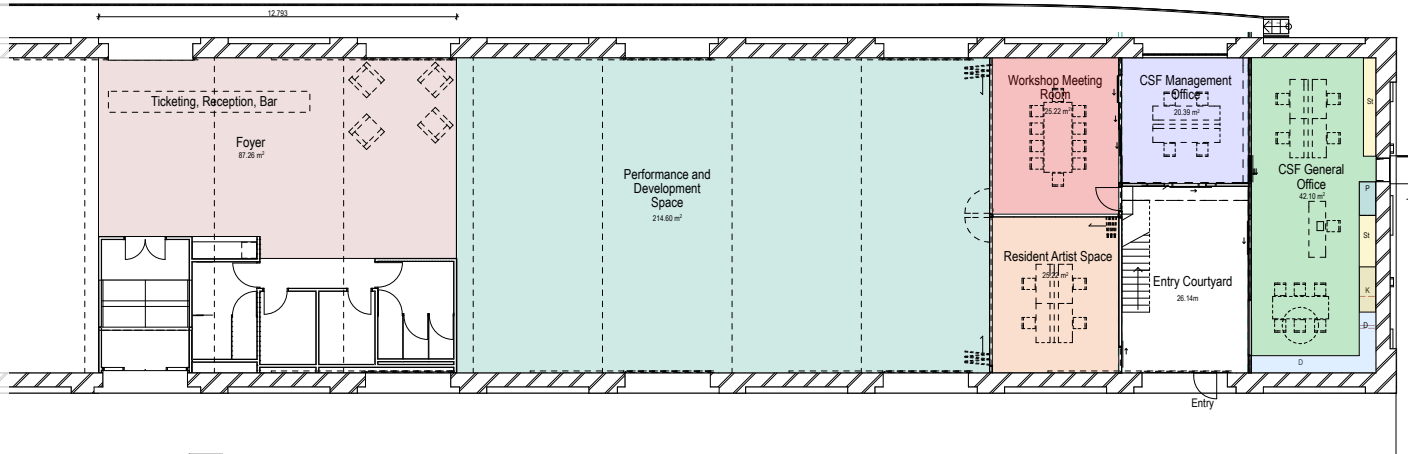 12.793
Ticketing, Reception, Bar
Foyer
87.26 m²
Performance and
Development
Space
214.60 m²
Workshop Meeting
Room
25.22 m²
CSF Management
Office
20.39 m²
St
CSF General
Office
42.10 m²
P
St
K
D
D
Resident Artist Space
25.22 m²
Entry Courtyard
26.14m
Entry